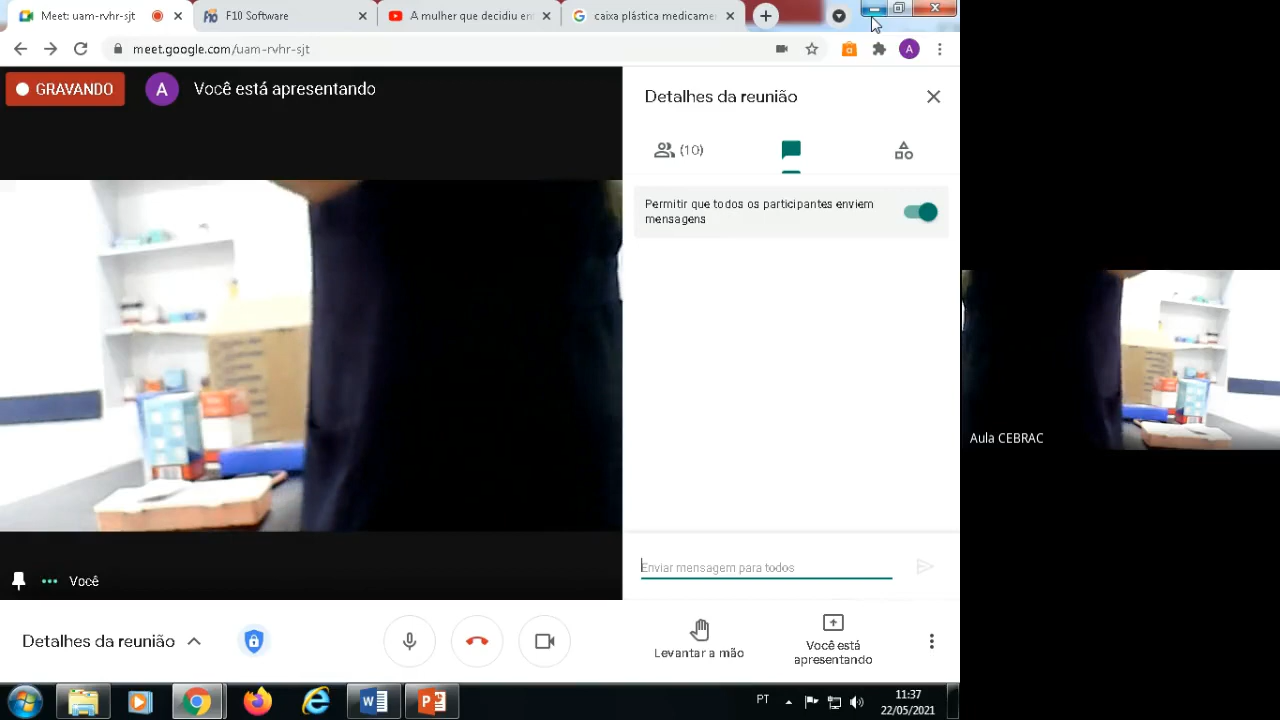 Meet: uam-rvhr-sjt
F10 Software
A mulher que decidiu en
caixa plástica medicame
meet.google.com/uam-rvhr-sjt
A
GRAVANDO
A
Você está apresentando
Detalhes da reunião
(10)
Permitir que todos os participantes enviem
mensagens
Aula CEBRAC
Enviar mensagem para todos
Você
Detalhes da reunião
Levantar a mão
Você está
apresentando
PT
11:37
22/05/2021